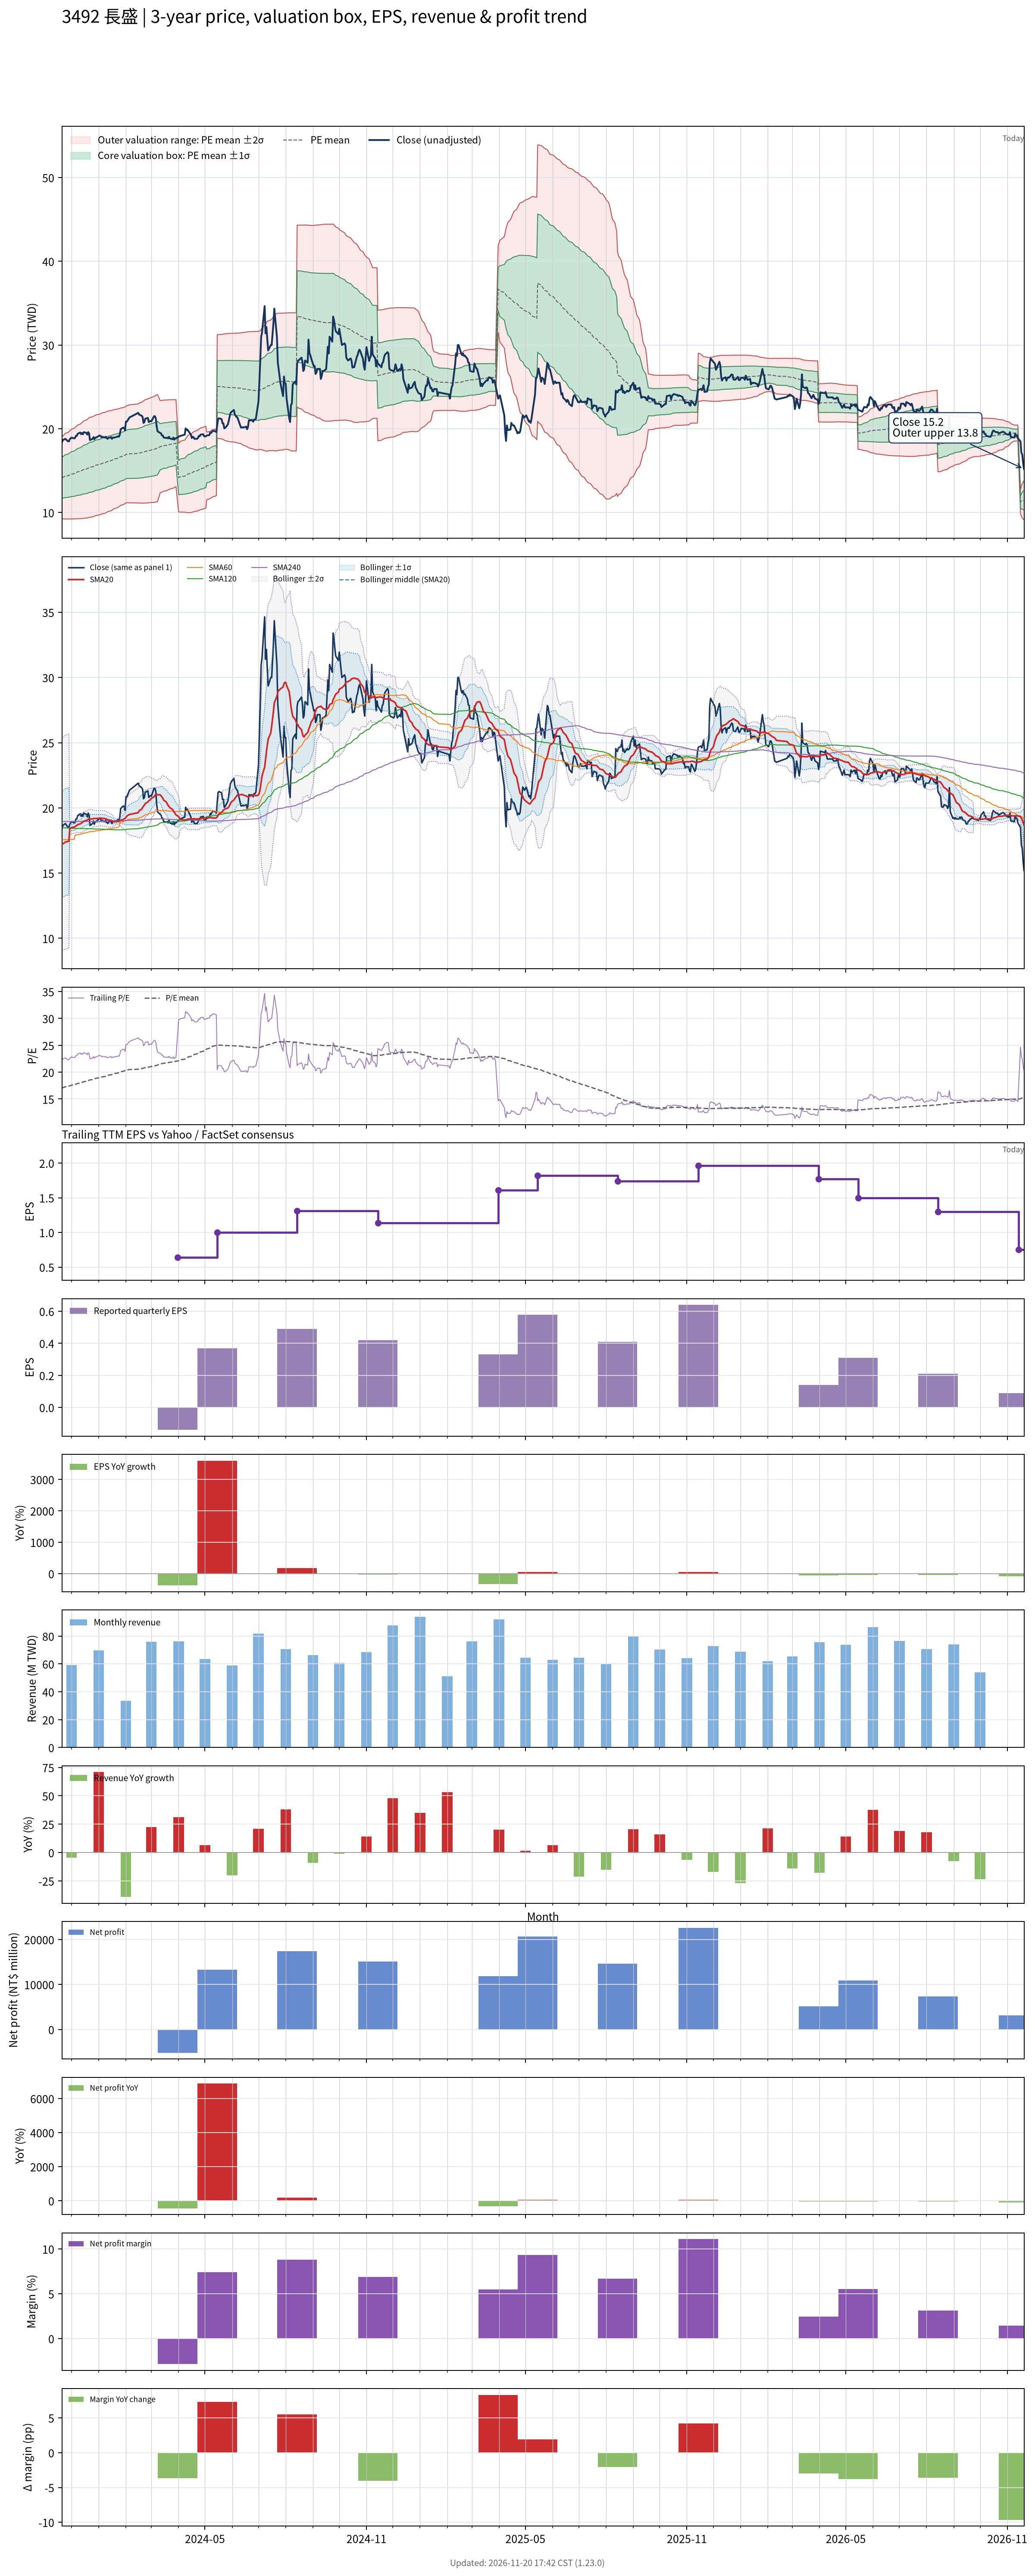 3492 長盛 | 3-year price, valuation box, EPS, revenue & profit trend
Outer valuation range: PE mean ±2σ
Core valuation box: PE mean ±1σ
PE mean
Close (unadjusted)
Today
Price (TWD)
50
40
30
20
10
Close 15.2
Outer upper 13.8
Close (same as panel 1)
SMA20
SMA60
SMA120
SMA240
Bollinger ±2σ
Bollinger ±1σ
Bollinger middle (SMA20)
Price
35
30
25
20
15
10
Trailing P/E
P/E mean
P/E
35
30
25
20
15
Trailing TTM EPS vs Yahoo / FactSet consensus
Today
EPS
2.0
1.5
1.0
0.5
Reported quarterly EPS
EPS
0.6
0.4
0.2
0.0
EPS YoY growth
YoY (%)
3000
2000
1000
0
Monthly revenue
Revenue (M TWD)
80
60
40
20
0
Revenue YoY growth
YoY (%)
75
50
25
0
-25
Month
Net profit
Net profit (NT$ million)
20000
10000
0
Net profit YoY
YoY (%)
6000
4000
2000
0
Net profit margin
Margin (%)
10
5
0
Margin YoY change
Δ margin (pp)
5
0
-5
-10
2024-05
2024-11
2025-05
2025-11
2026-05
2026-11
Updated: 2026-11-20 17:42 CST (1.23.0)